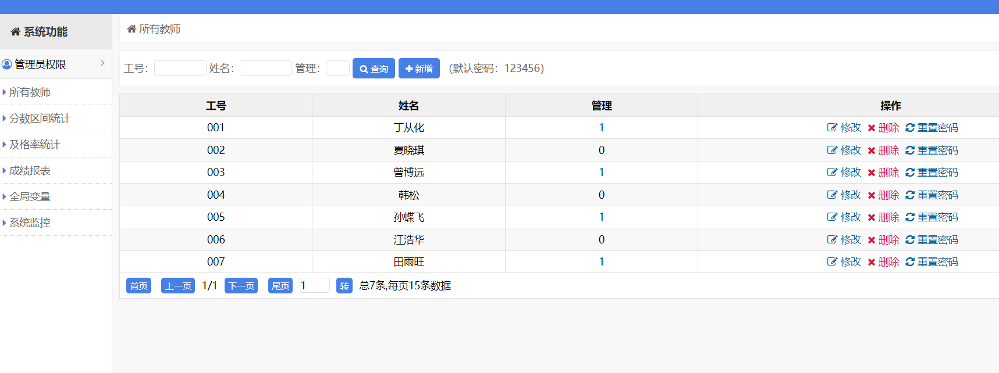 系统功能
管理员权限
所有教师
分数区间统计
及格率统计
成绩报表
全局变量
系统监控
所有教师
工号： 姓名： 管理： 查询 新增 （默认密码：123456）
工号 姓名 管理 操作
001 丁从化 1 修改 删除 重置密码
002 夏晓琪 0 修改 删除 重置密码
003 曾博远 1 修改 删除 重置密码
004 韩松 0 修改 删除 重置密码
005 孙蝶飞 1 修改 删除 重置密码
006 江浩华 0 修改 删除 重置密码
007 田雨旺 1 修改 删除 重置密码
首页 上一页 1/1 下一页 尾页 1 转 总7条,每页15条数据